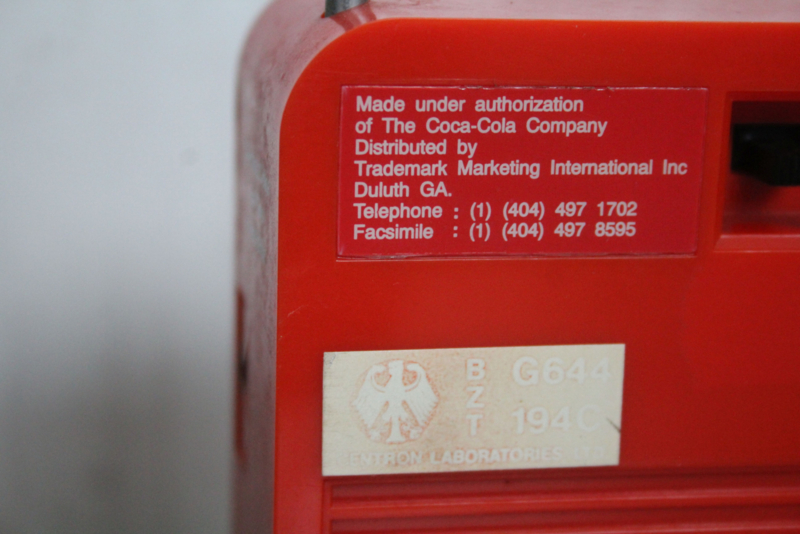 Made under authorization
of The Coca-Cola Company
Distributed by
Trademark Marketing International Inc
Duluth GA.
Telephone : (1) (404) 497 1702
Facsimile : (1) (404) 497 8595
B
Z
T
G644
194C
LABORATORIES